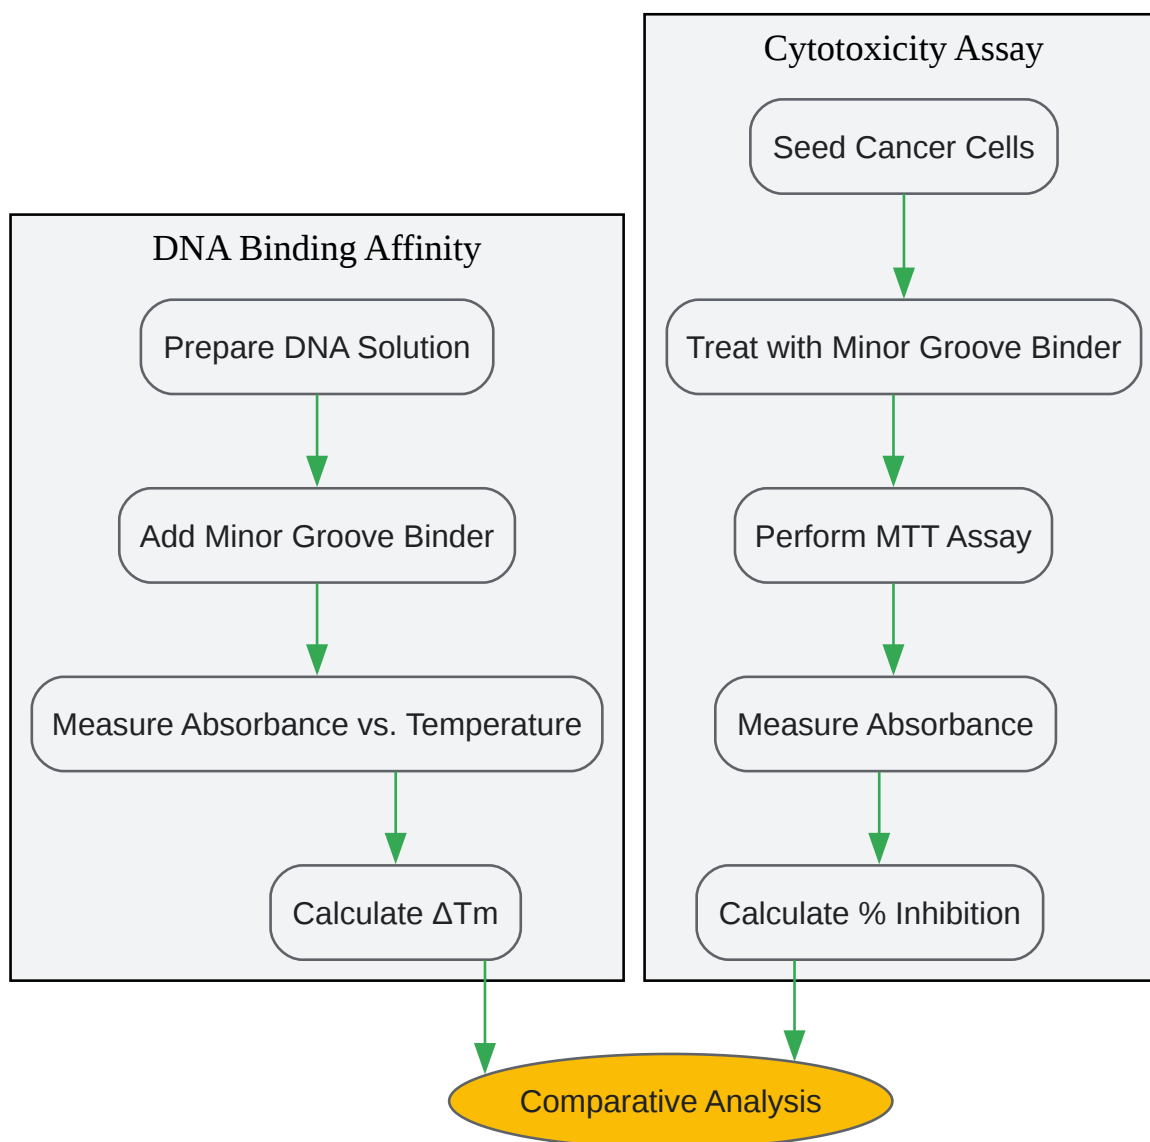 DNA Binding Affinity
Prepare DNA Solution
Add Minor Groove Binder
Measure Absorbance vs. Temperature
Calculate ΔTm
Cytotoxicity Assay
Seed Cancer Cells
Treat with Minor Groove Binder
Perform MTT Assay
Measure Absorbance
Calculate % Inhibition
Comparative Analysis